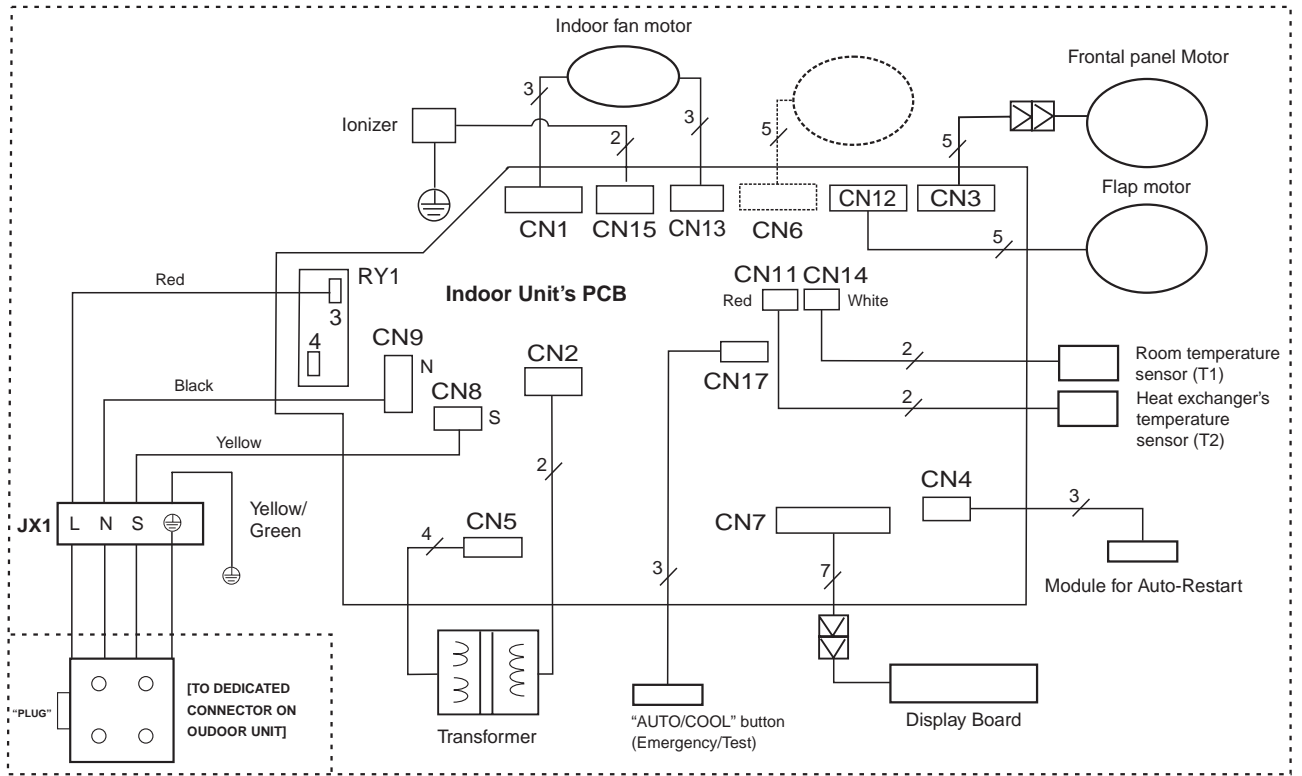 Indoor fan motor
Frontal panel Motor
Ionizer
3
3
5
5
2
Flap motor
CN12
CN3
CN1
CN15
CN13
CN6
5
RY1
Indoor Unit's PCB
CN11
CN14
Red
White
Red
3
4
CN9
N
CN2
CN17
2
Room temperature
sensor (T1)
Black
CN8
S
2
Heat exchanger's
temperature
sensor (T2)
Yellow
2
CN4
3
JX1
L N S
Yellow/
Green
4
CN5
CN7
3
7
Module for Auto-Restart
"PLUG"
[TO DEDICATED
CONNECTOR ON
OUDOOR UNIT]
Transformer
"AUTO/COOL" button
(Emergency/Test)
Display Board